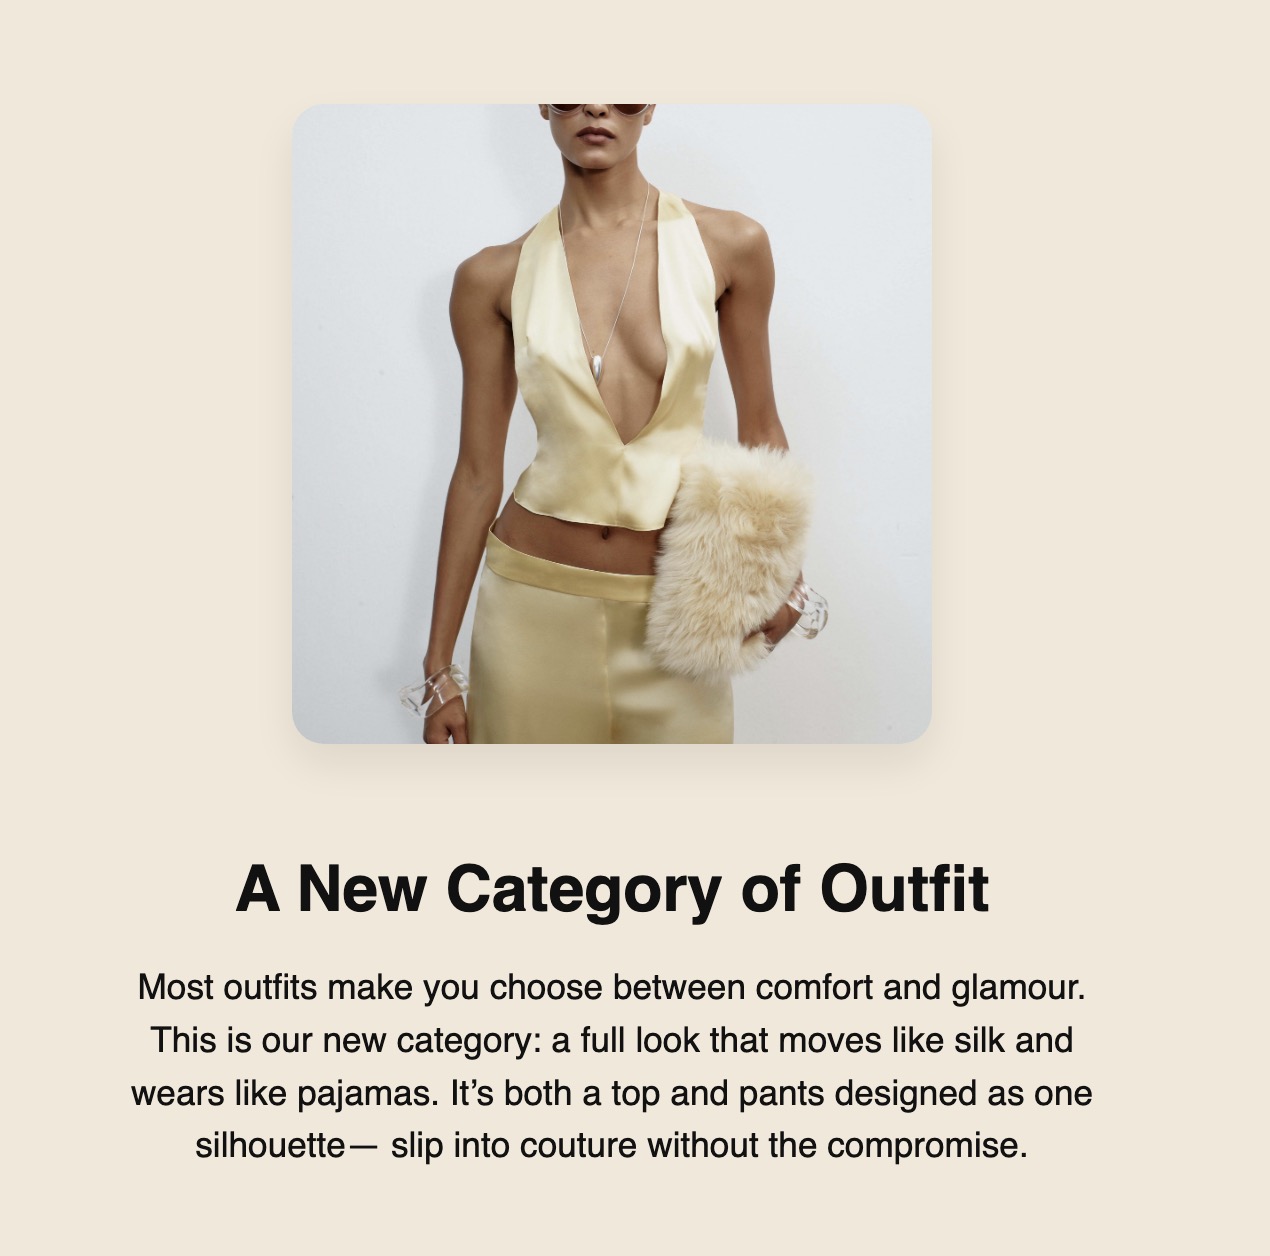 A New Category of Outfit
Most outfits make you choose between comfort and glamour.
This is our new category: a full look that moves like silk and
wears like pajamas. It’s both a top and pants designed as one
silhouette— slip into couture without the compromise.